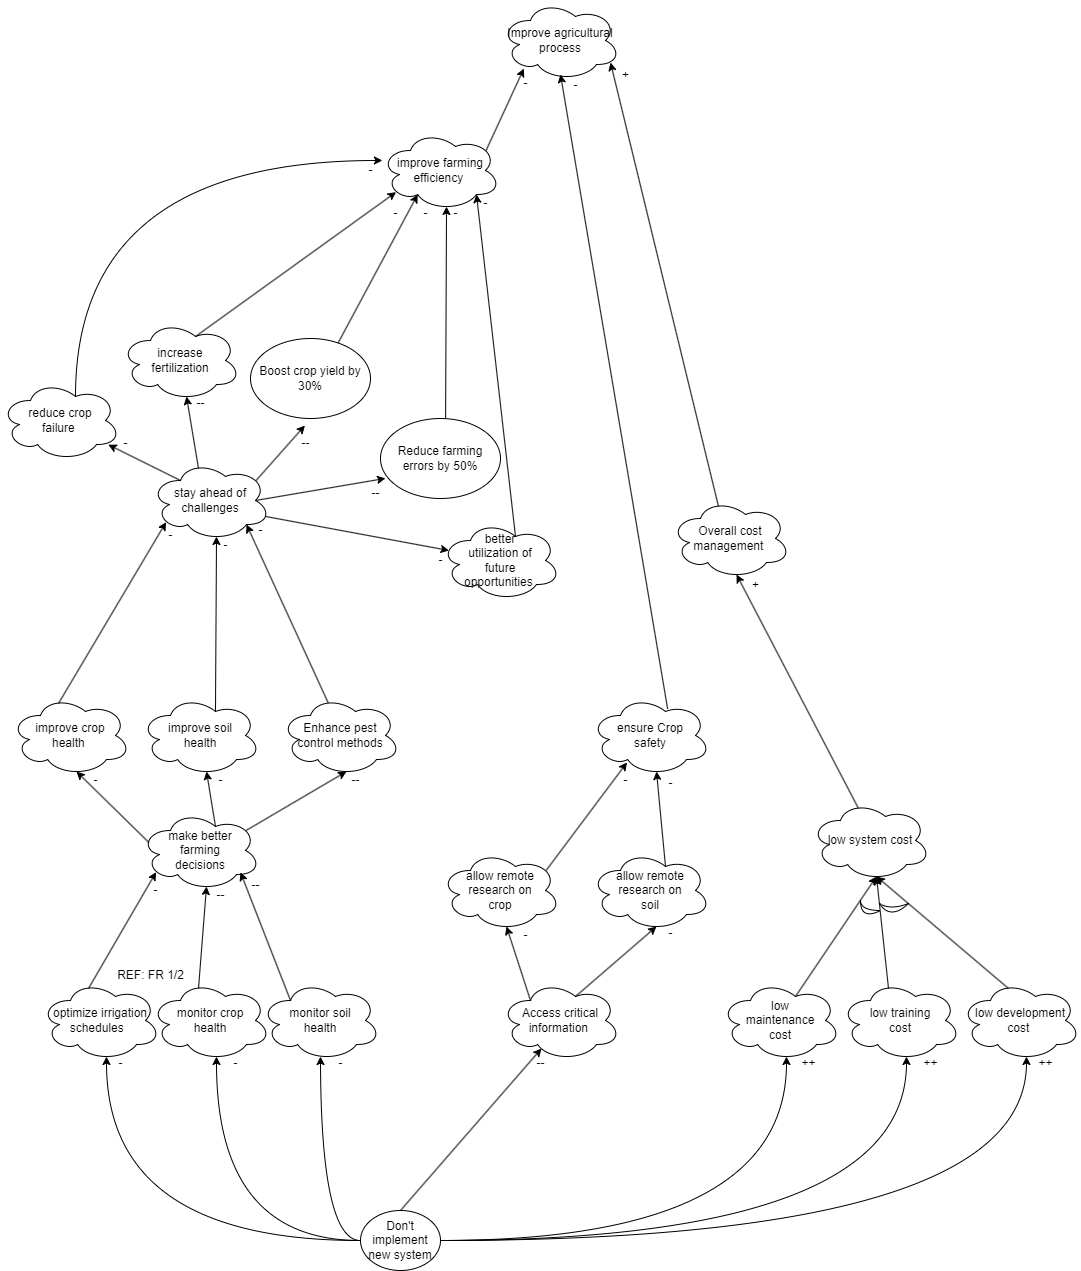 Improve agricultural
process
-
-
+
improve farming
efficiency
-
-
-
-
-
increase
fertilization
Boost crop yield by
30%
reduce crop
failure
--
-
--
Reduce farming
errors by 50%
--
stay ahead of
challenges
-
-
-
-
better
utilization of
future
opportunities
Overall cost
management
+
improve crop
health
improve soil
health
Enhance pest
control methods
ensure Crop
safety
-
-
--
-
-
make better
farming
decisions
low system cost
-
--
--
allow remote
research on
crop
allow remote
research on
soil
-
-
REF: FR 1/2
optimize irrigation
schedules
monitor crop
health
monitor soil
health
Access critical
information
low
maintenance
cost
low training
cost
low development
cost
-
-
-
--
++
++
++
Don't
implement
new system